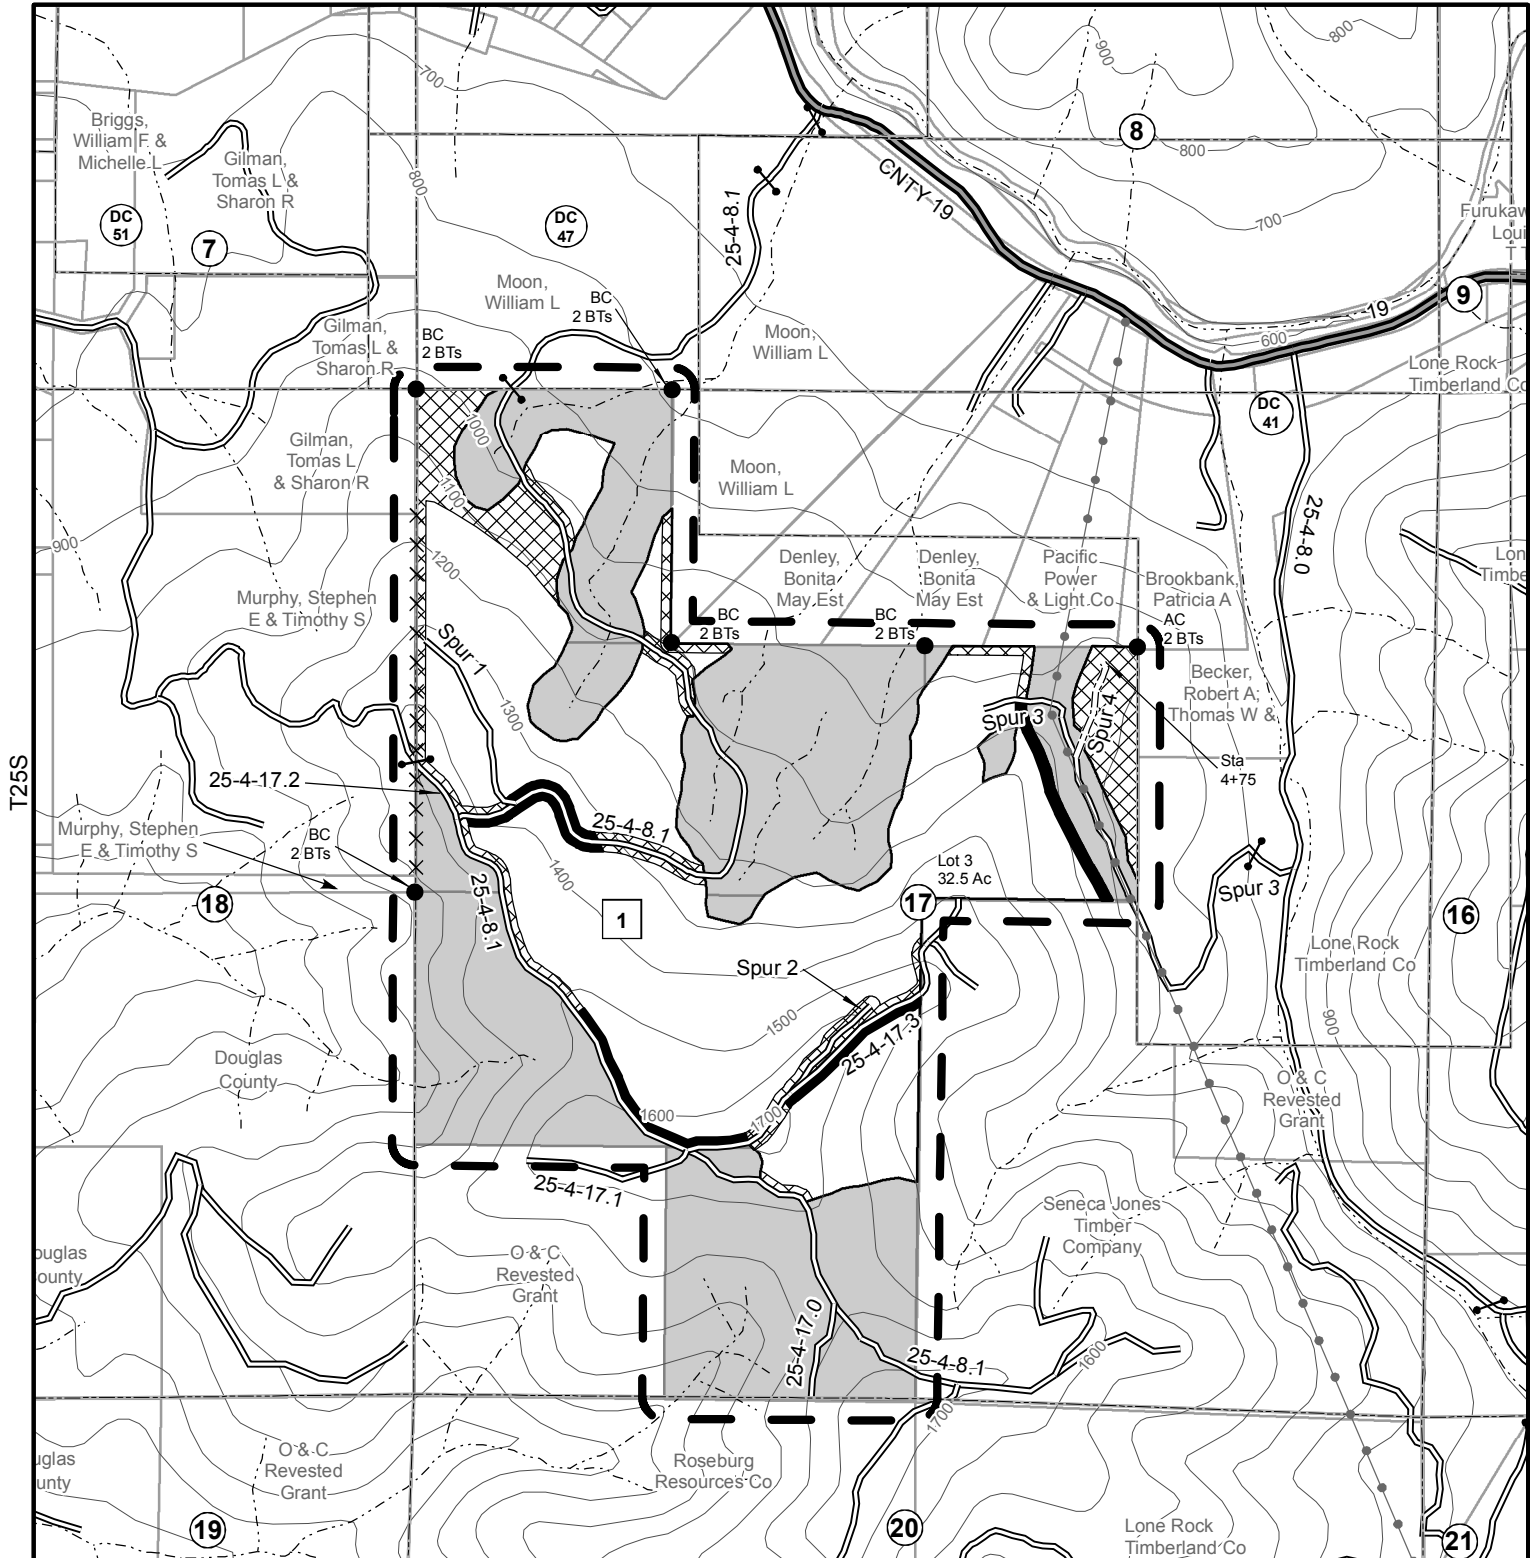 800
900
8
800
700
Briggs,
William F &
Michelle L
Gilman,
Tomas L &
Sharon R
700
800
CNTY 19
25-4-8.1
DC
51
7
DC
47
700
Moon,
William L
BC
2 BTs
9
19
600
BC
2 BTs
Gilman,
Tomas L &
Sharon R
Moon,
William L
Lone Rock
Timberland Co
DC
41
1000
Gilman,
Tomas L
& Sharon R
Moon,
William L
1100
25-4-8.0
900
1200
Denley,
Bonita
May Est
Denley,
Bonita
May Est
Pacific
Power
& Light Co
Brookbank,
Patricia A
Murphy, Stephen
E & Timothy S
BC
2 BTs
BC
2 BTs
AC
2 BTs
Spur 1
Becker,
Robert A;
Thomas W &
1300
Spur 3
Spur 4
Sta
4+75
T25S
25-4-17.2
Murphy, Stephen
E & Timothy S
BC
2 BTs
25-4-8.1
1400
Lot 3
32.5 Ac
18
25-4-8.1
1
17
Spur 3
16
Lone Rock
Timberland Co
Spur 2
1500
25-4-17.3
900
Douglas
County
1600
1700
O & C
Revested
Grant
25-4-17.1
Seneca Jones
Timber
Company
O & C
Revested
Grant
25-4-17.0
25-4-8.1
1600
1700
O & C
Revested
Grant
Roseburg
Resources Co
19
20
Lone Rock
Timberland Co
21